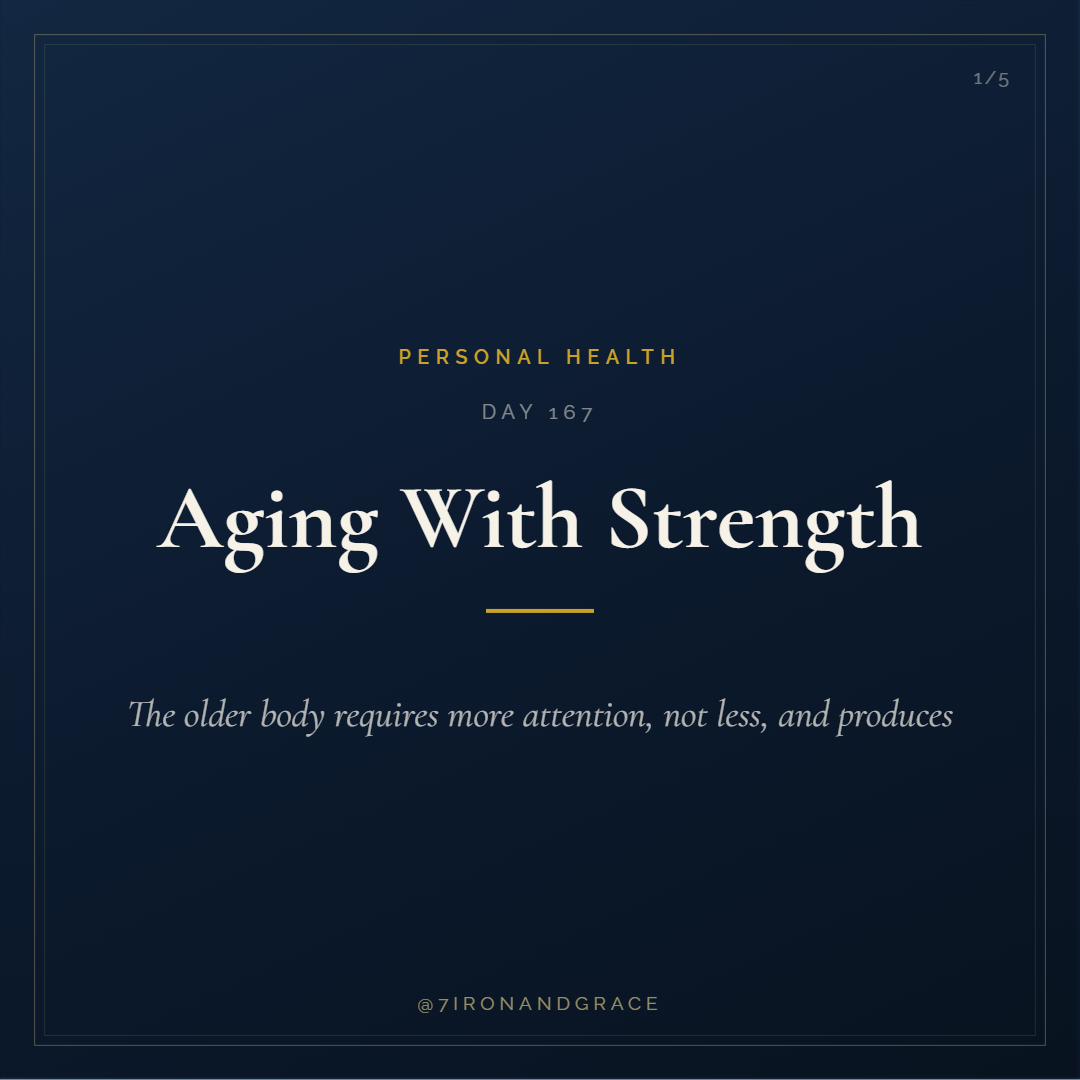 1/5
PERSONAL HEALTH
DAY 167
Aging With Strength
The older body requires more attention, not less, and produces
@7IRONANDGRACE